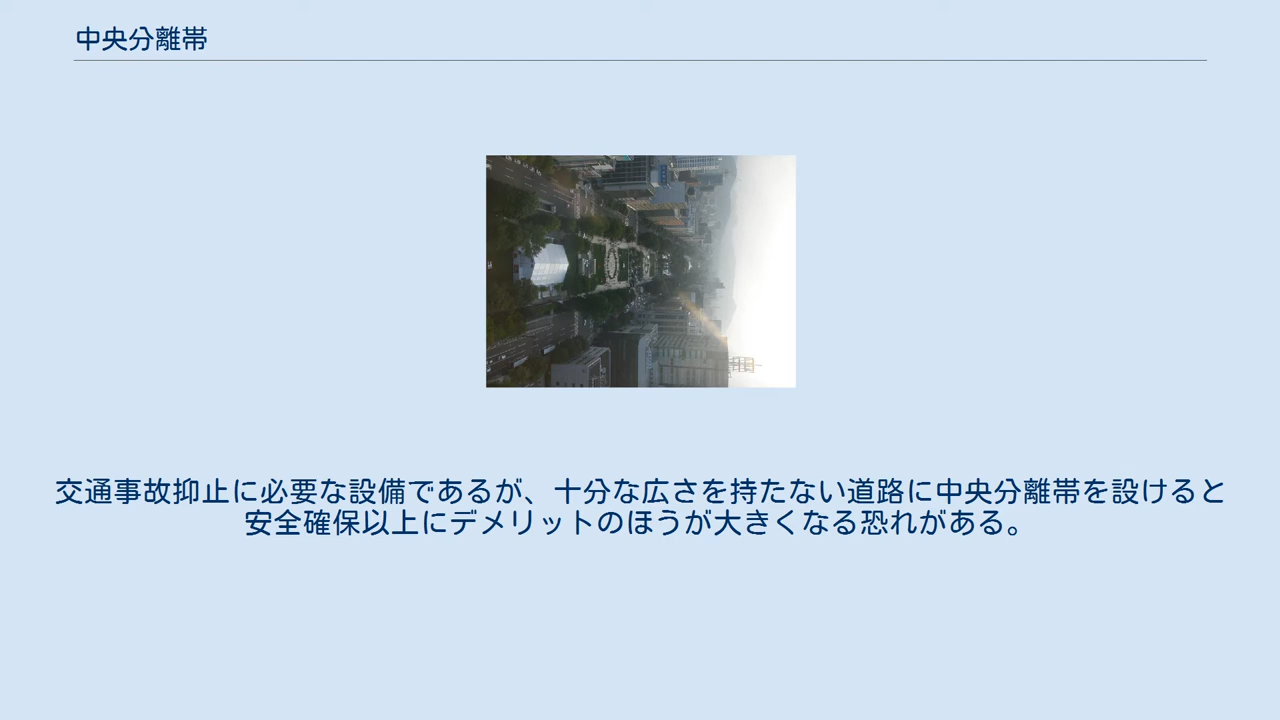 中央分離帯
交通事故抑止に必要な設備であるが、十分な広さを持たない道路に中央分離帯を設けると
安全確保以上にデメリットのほうが大きくなる恐れがある。